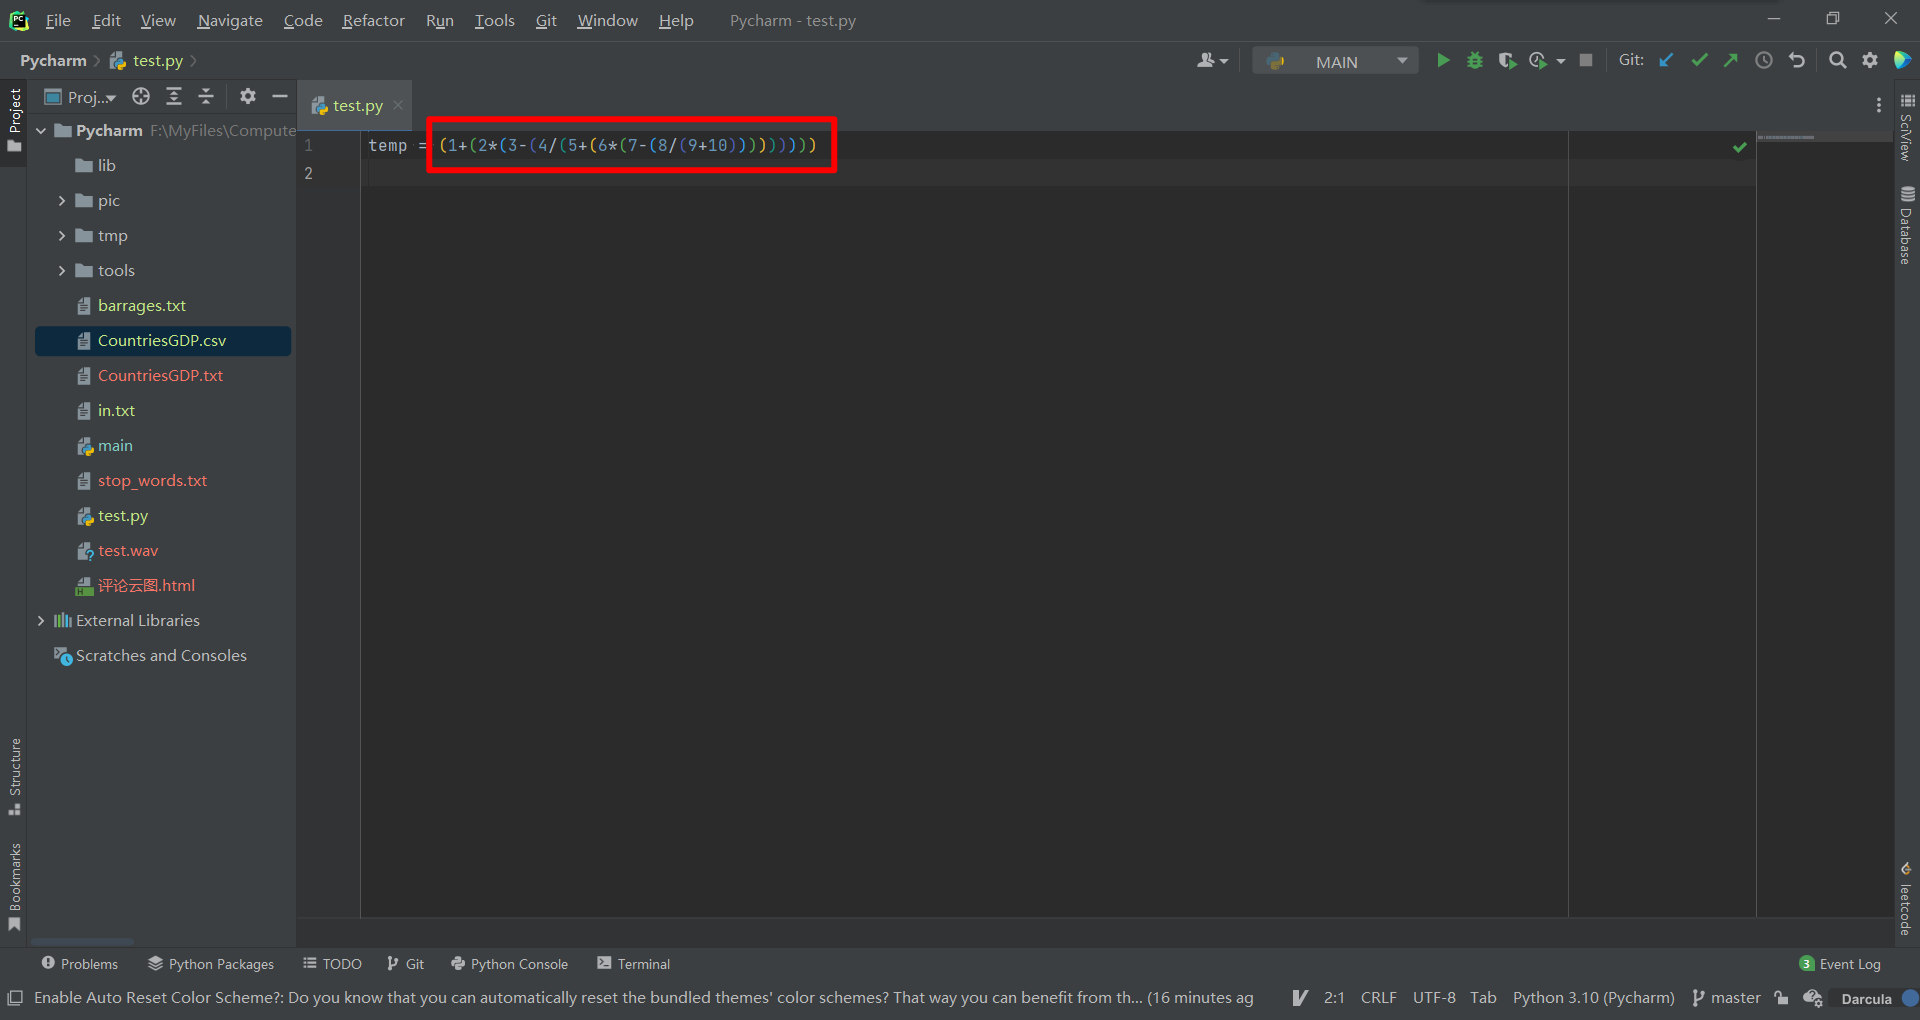 File Edit View Navigate Code Refactor Run Tools Git Window Help Pycharm - test.py
Pycharm test.py MAIN Git:
Project
Proj...
test.py
Pycharm F:\MyFiles\Compute
lib
pic
tmp
tools
barrages.txt
CountriesGDP.csv
CountriesGDP.txt
in.txt
main
stop_words.txt
test.py
test.wav
评论云图.html
External Libraries
Scratches and Consoles
Structure
Bookmarks
1 temp = (1+(2*(3-(4/(5+(6*(7-(8/(9+10)))))))))
2
SciView
Database
leetcode
Problems Python Packages TODO Git Python Console Terminal 3 Event Log
Enable Auto Reset Color Scheme?: Do you know that you can automatically reset the bundled themes' color schemes? That way you can benefit from th... (16 minutes ag 2:1 CRLF UTF-8 Tab Python 3.10 (Pycharm) master Darcula